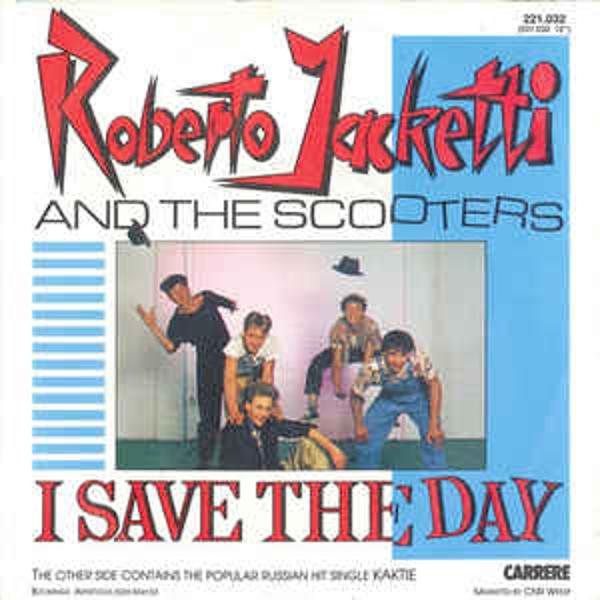 221.032
Roberto Jacketti
AND THE SCOOTERS
I SAVE THE DAY
THE OTHER SIDE CONTAINS THE POPULAR RUSSIAN HIT SINGLE KAKTIE
CARRERE